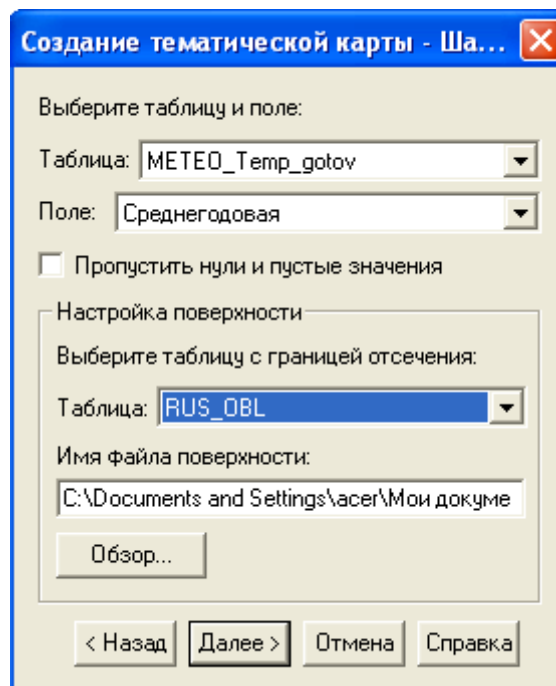 Создание тематической карты - Ша...
Выберите таблицу и поле:
Таблица: METEO_Temp_gotov
Поле: Среднегодовая
Пропустить нули и пустые значения
Настройка поверхности
Выберите таблицу с границей отсечения:
Таблица: RUS_OBL
Имя файла поверхности:
C:\Documents and Settings\acer\Мои докуме
Обзор...
< Назад Далее > Отмена Справка